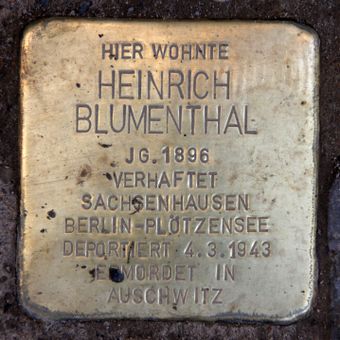 HIER WOHNTE
HEINRICH
BLUMENTHAL
JG. 1896
VERHAFTET
SACHSENHAUSEN
BERLIN-PLÖTZENSEE
DEPORTIERT 4.3.1943
ERMORDET IN
AUSCHWITZ